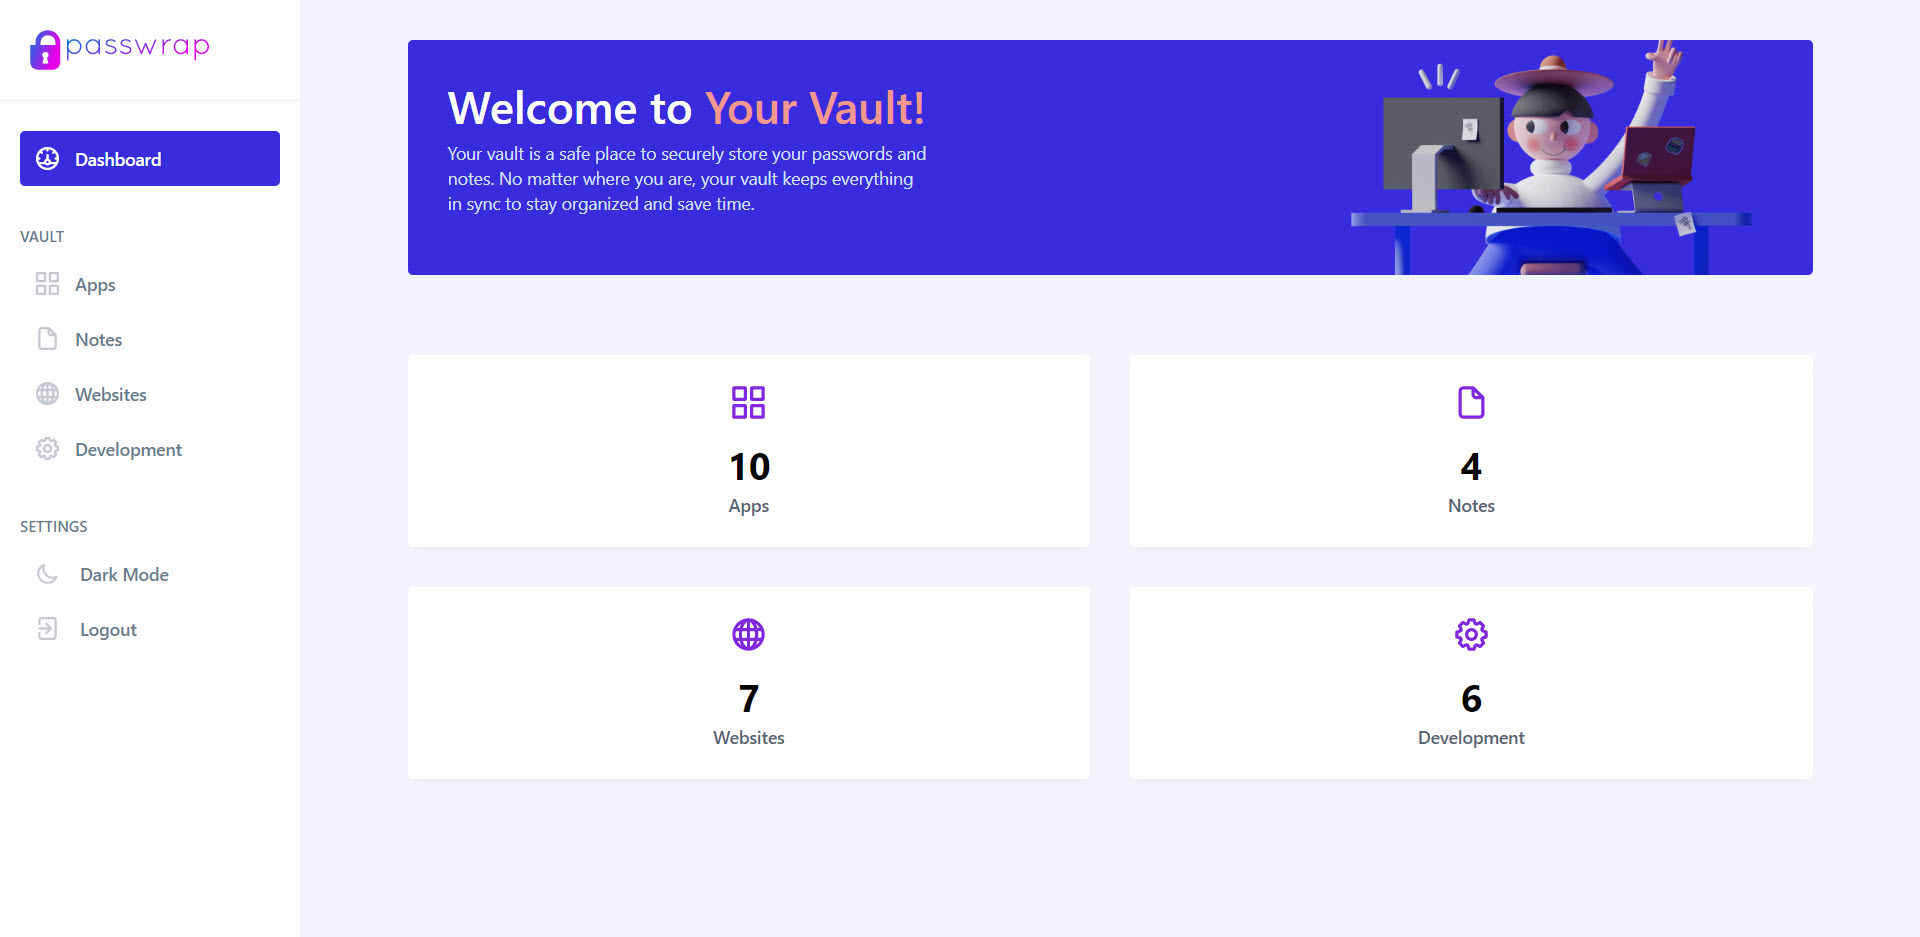 passwrap
Dashboard
VAULT
Apps
Notes
Websites
Development
SETTINGS
Dark Mode
Logout
Welcome to Your Vault!
Your vault is a safe place to securely store your passwords and
notes. No matter where you are, your vault keeps everything
in sync to stay organized and save time.
10
Apps
4
Notes
7
Websites
6
Development